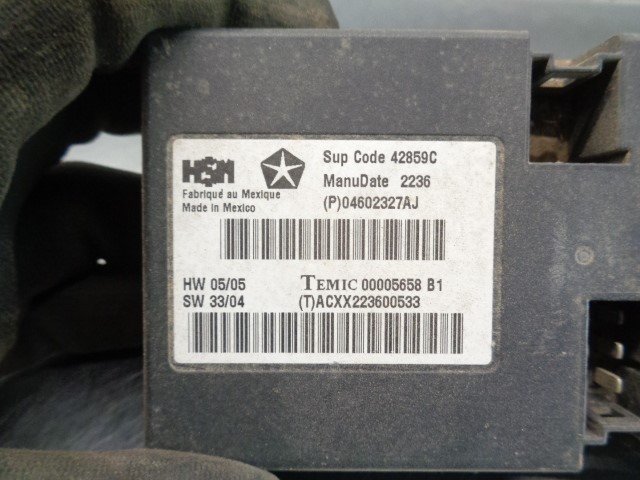 HSM
Fabriqué au Mexique
Made in Mexico
Sup Code 42859C
ManuDate 2236
(P)04602327AJ
HW 05/05
SW 33/04
TEMIC 00005658 B1
(T)ACXX223600533